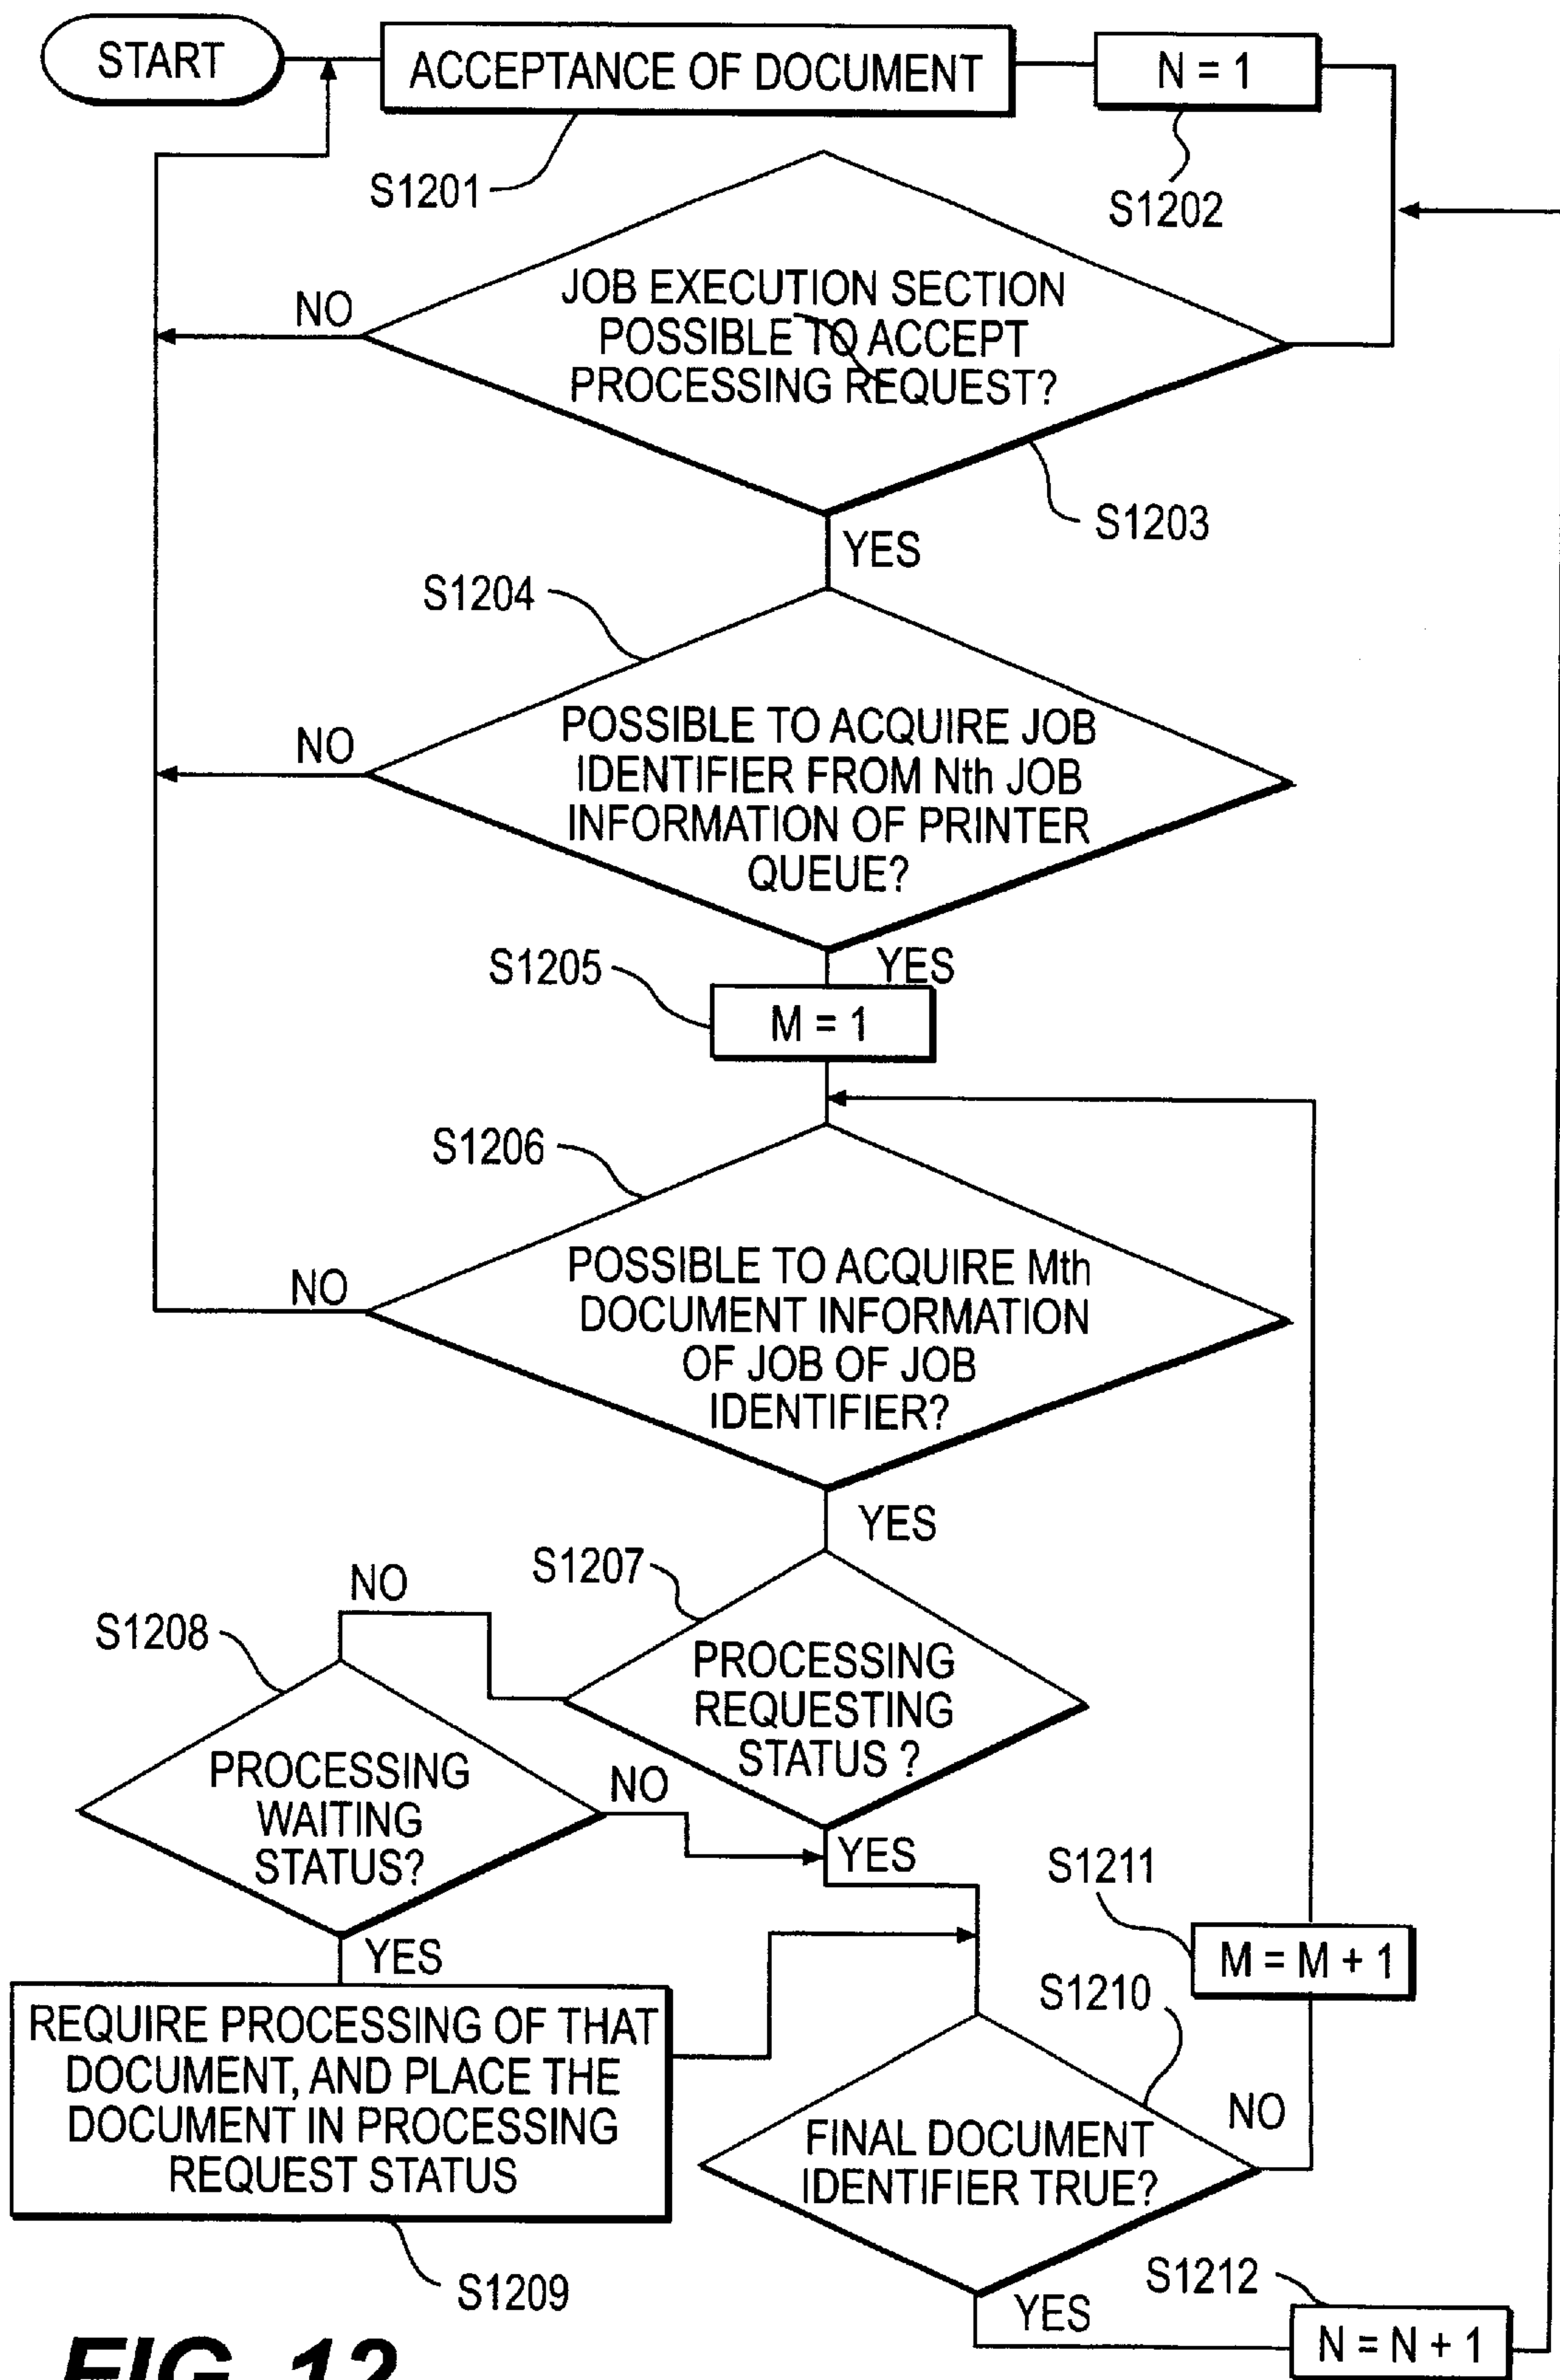 START
ACCEPTANCE OF DOCUMENT
N = 1
S1201
S1202
JOB EXECUTION SECTION
POSSIBLE TO ACCEPT
PROCESSING REQUEST?
NO
S1203
YES
S1204
POSSIBLE TO ACQUIRE JOB
IDENTIFIER FROM Nth JOB
INFORMATION OF PRINTER
QUEUE?
NO
YES
S1205
M = 1
S1206
POSSIBLE TO ACQUIRE Mth
DOCUMENT INFORMATION
OF JOB OF JOB
IDENTIFIER?
NO
YES
S1207
NO
PROCESSING
REQUESTING
STATUS ?
S1208
PROCESSING
WAITING
STATUS?
NO
YES
YES
REQUIRE PROCESSING OF THAT
DOCUMENT, AND PLACE THE
DOCUMENT IN PROCESSING
REQUEST STATUS
S1209
S1211
M = M + 1
S1210
FINAL DOCUMENT
IDENTIFIER TRUE?
NO
YES
S1212
N = N + 1
FIG. 12